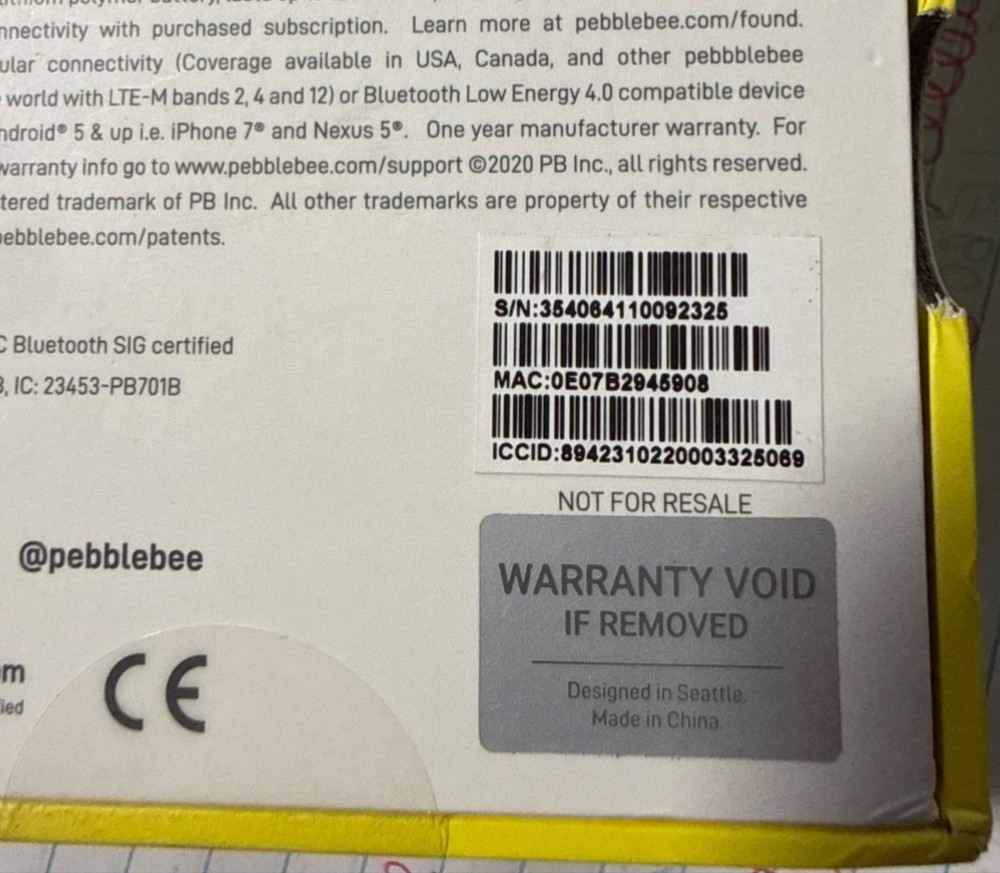 connectivity with purchased subscription. Learn more at pebblebee.com/found.
ular connectivity (Coverage available in USA, Canada, and other pebbblebee
world with LTE-M bands 2, 4 and 12) or Bluetooth Low Energy 4.0 compatible device
ndroid® 5 & up i.e. iPhone 7® and Nexus 5®. One year manufacturer warranty. For
warranty info go to www.pebblebee.com/support ©2020 PB Inc., all rights reserved.
tered trademark of PB Inc. All other trademarks are property of their respective
pebblebee.com/patents.
S/N:354064110092325
MAC:0E07B2945908
ICCID:8942310220003325069
C Bluetooth SIG certified
, IC: 23453-PB701B
NOT FOR RESALE
@pebblebee
WARRANTY VOID
IF REMOVED
Designed in Seattle.
Made in China.
m
ied
CE